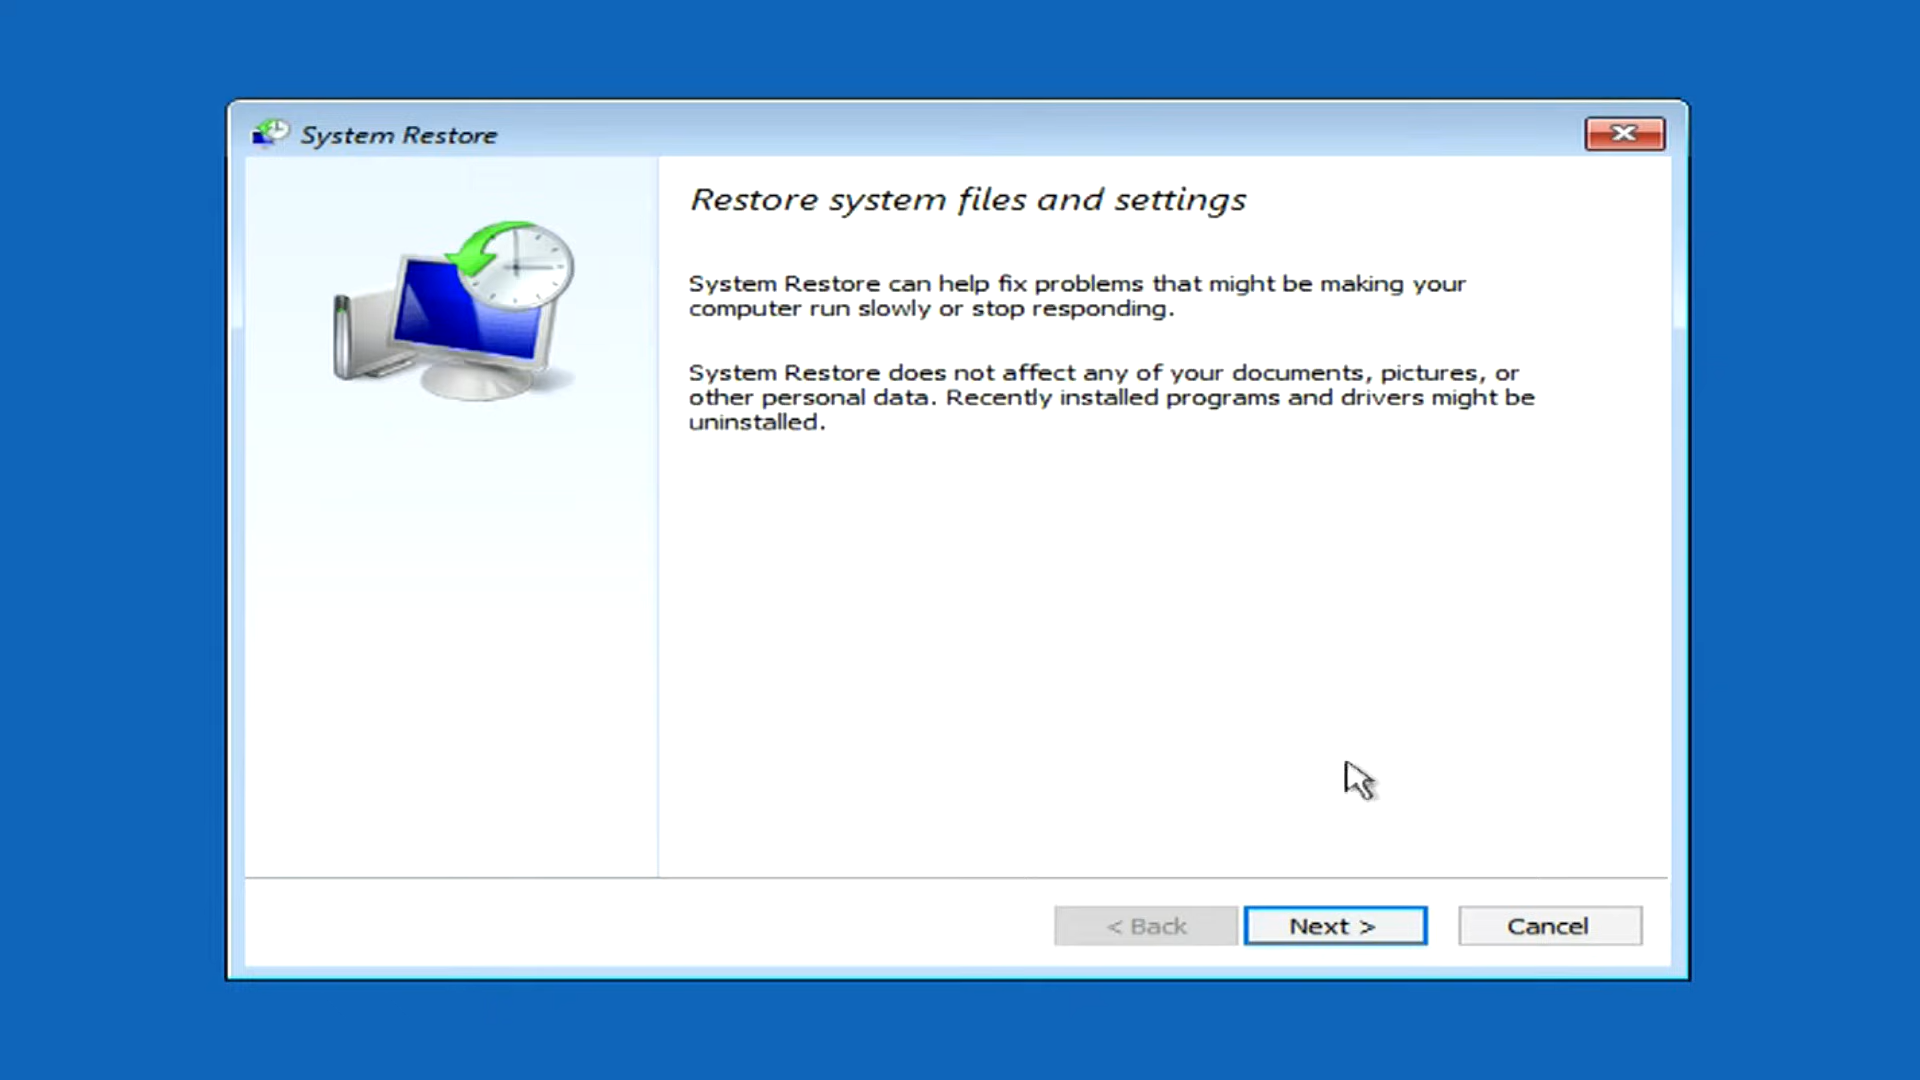 System Restore
Restore system files and settings
System Restore can help fix problems that might be making your
computer run slowly or stop responding.
System Restore does not affect any of your documents, pictures, or
other personal data. Recently installed programs and drivers might be
uninstalled.
< Back
Next >
Cancel